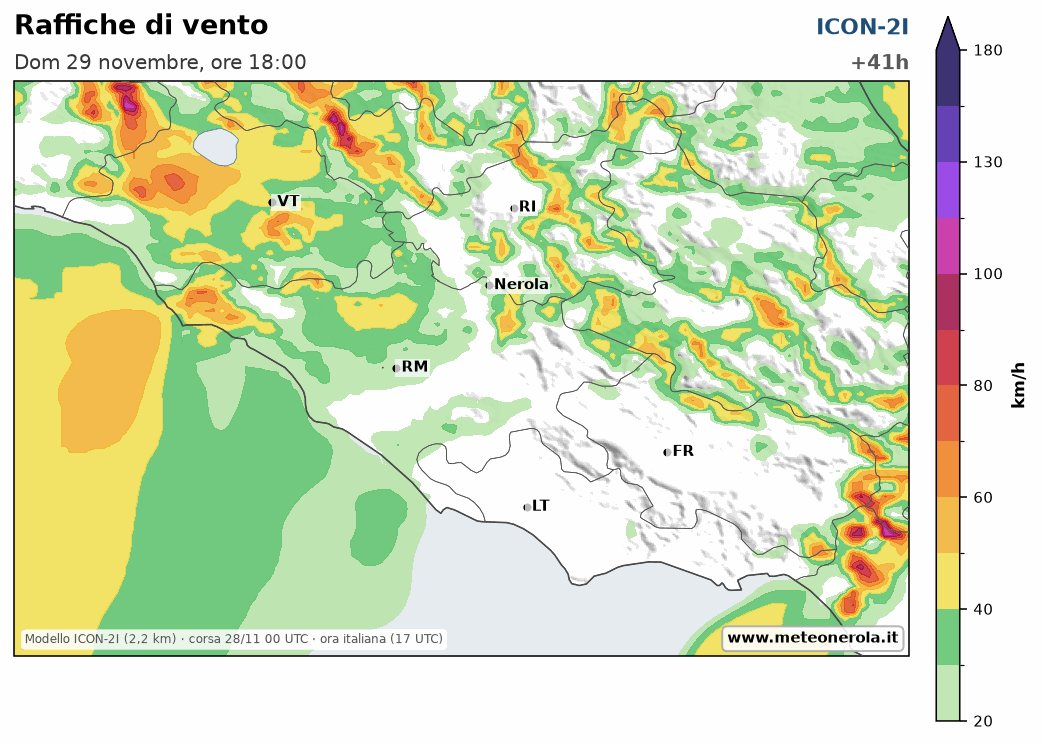 Raffiche di vento
ICON-2I
Dom 29 novembre, ore 18:00
+41h
VT
RI
Nerola
RM
FR
LT
Modello ICON-2I (2,2 km) · corsa 28/11 00 UTC · ora italiana (17 UTC)
www.meteonerola.it
180
130
100
80
60
40
20
km/h